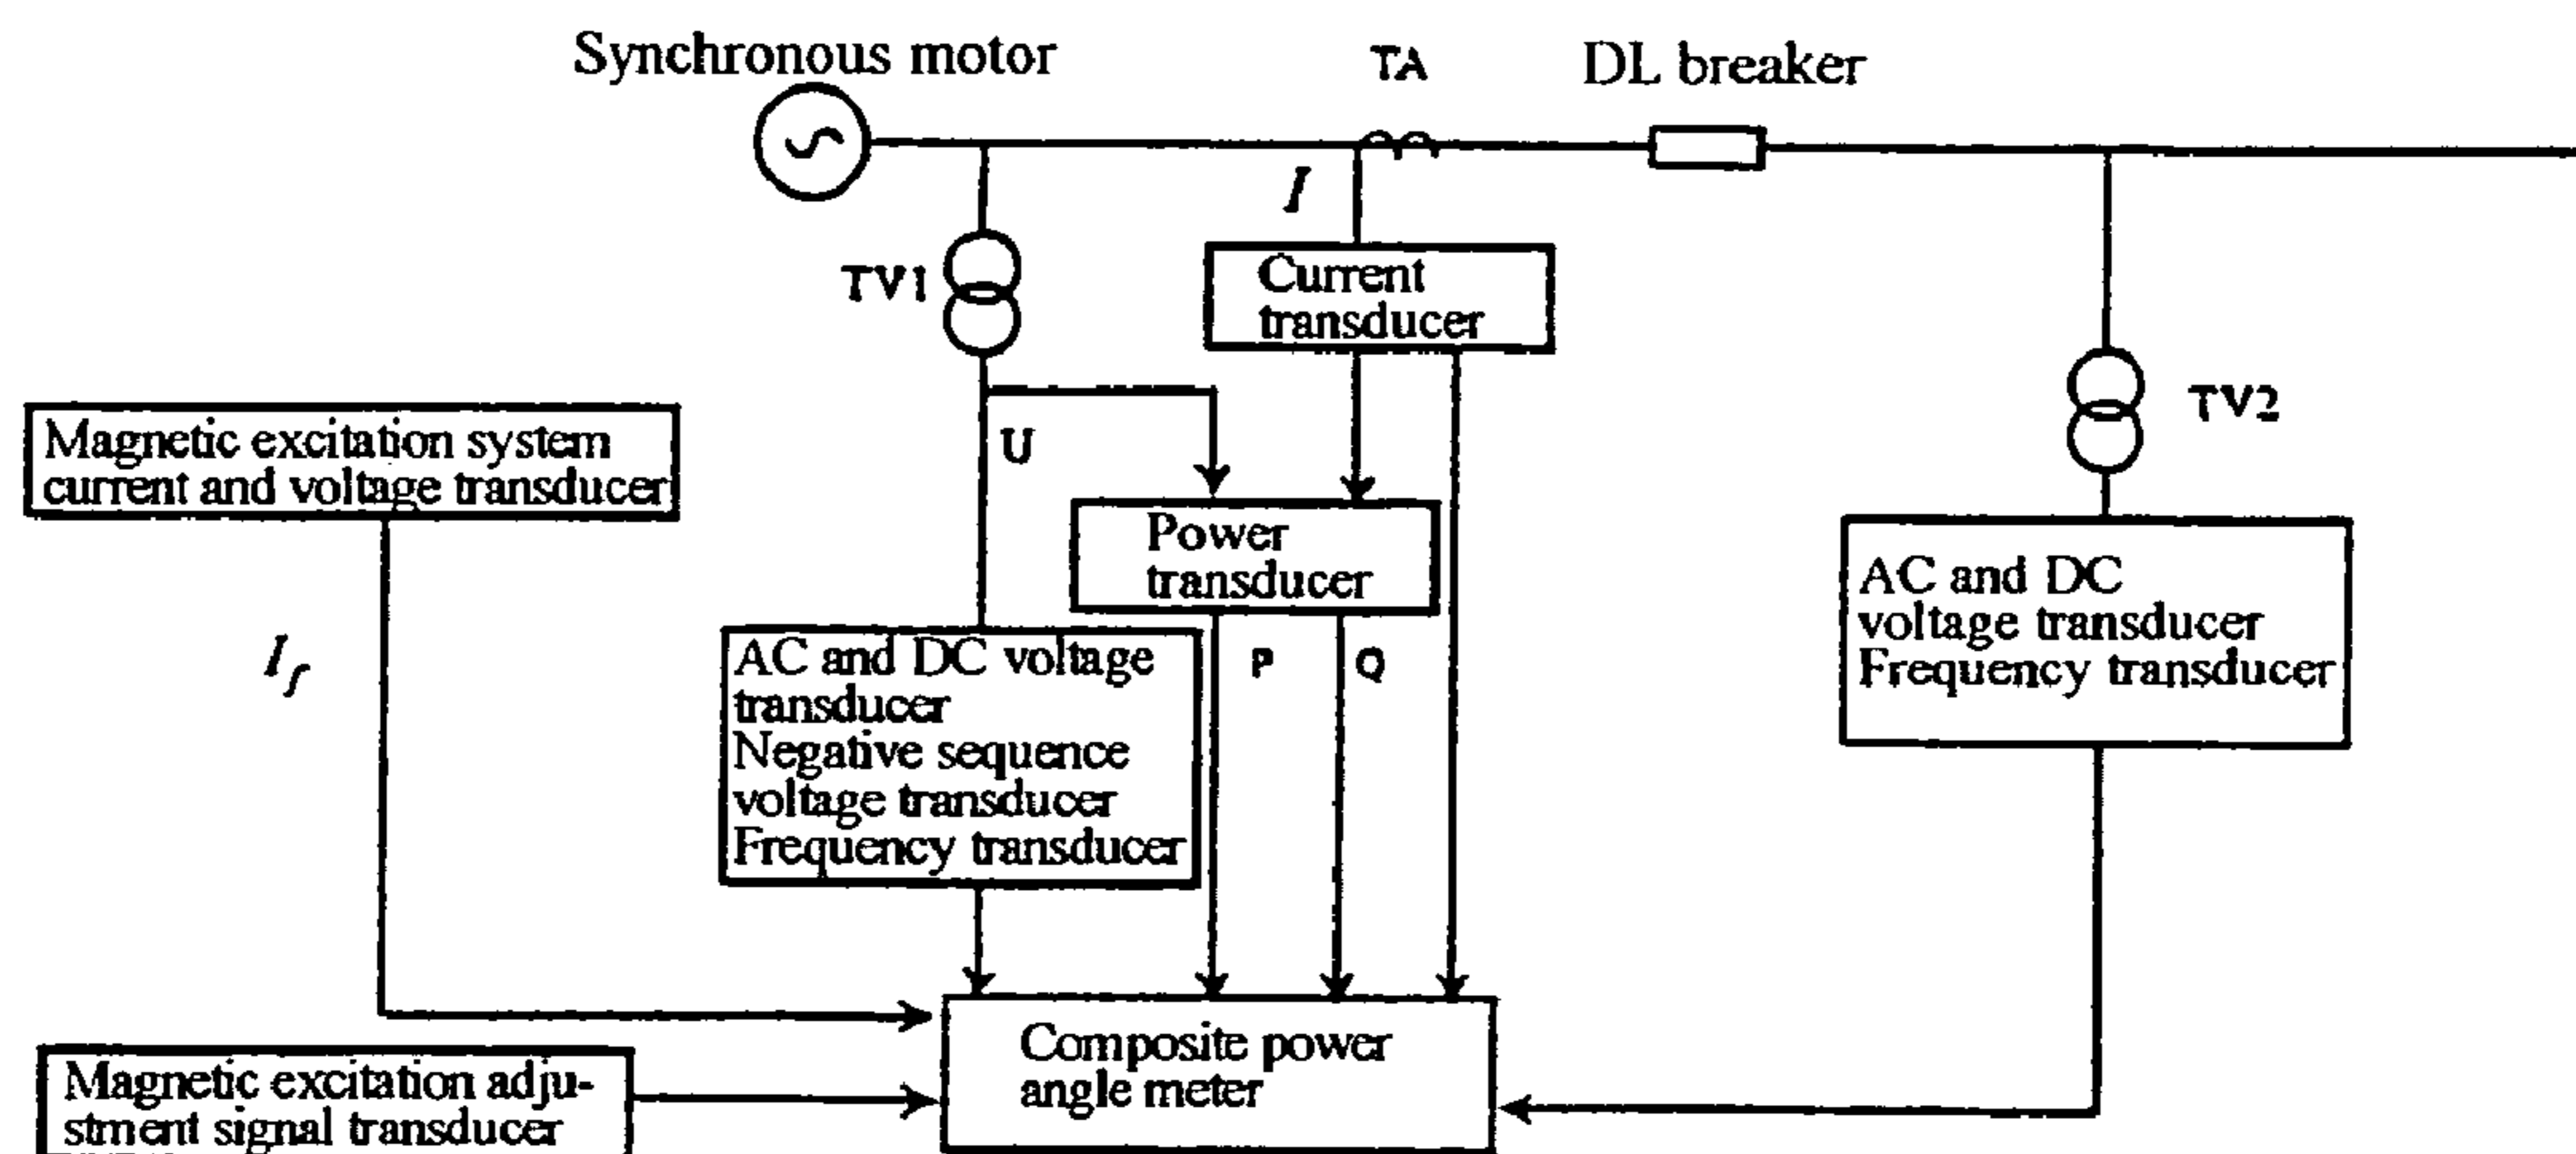 Synchronous motor
TA
DL breaker
I
TV1
Current
transducer
TV2
Magnetic excitation system
current and voltage transducer
U
Power
transducer
AC and DC
voltage transducer
Frequency transducer
I_f
AC and DC voltage
transducer
Negative sequence
voltage transducer
Frequency transducer
P
Q
Composite power
angle meter
Magnetic excitation adju-
stment signal transducer